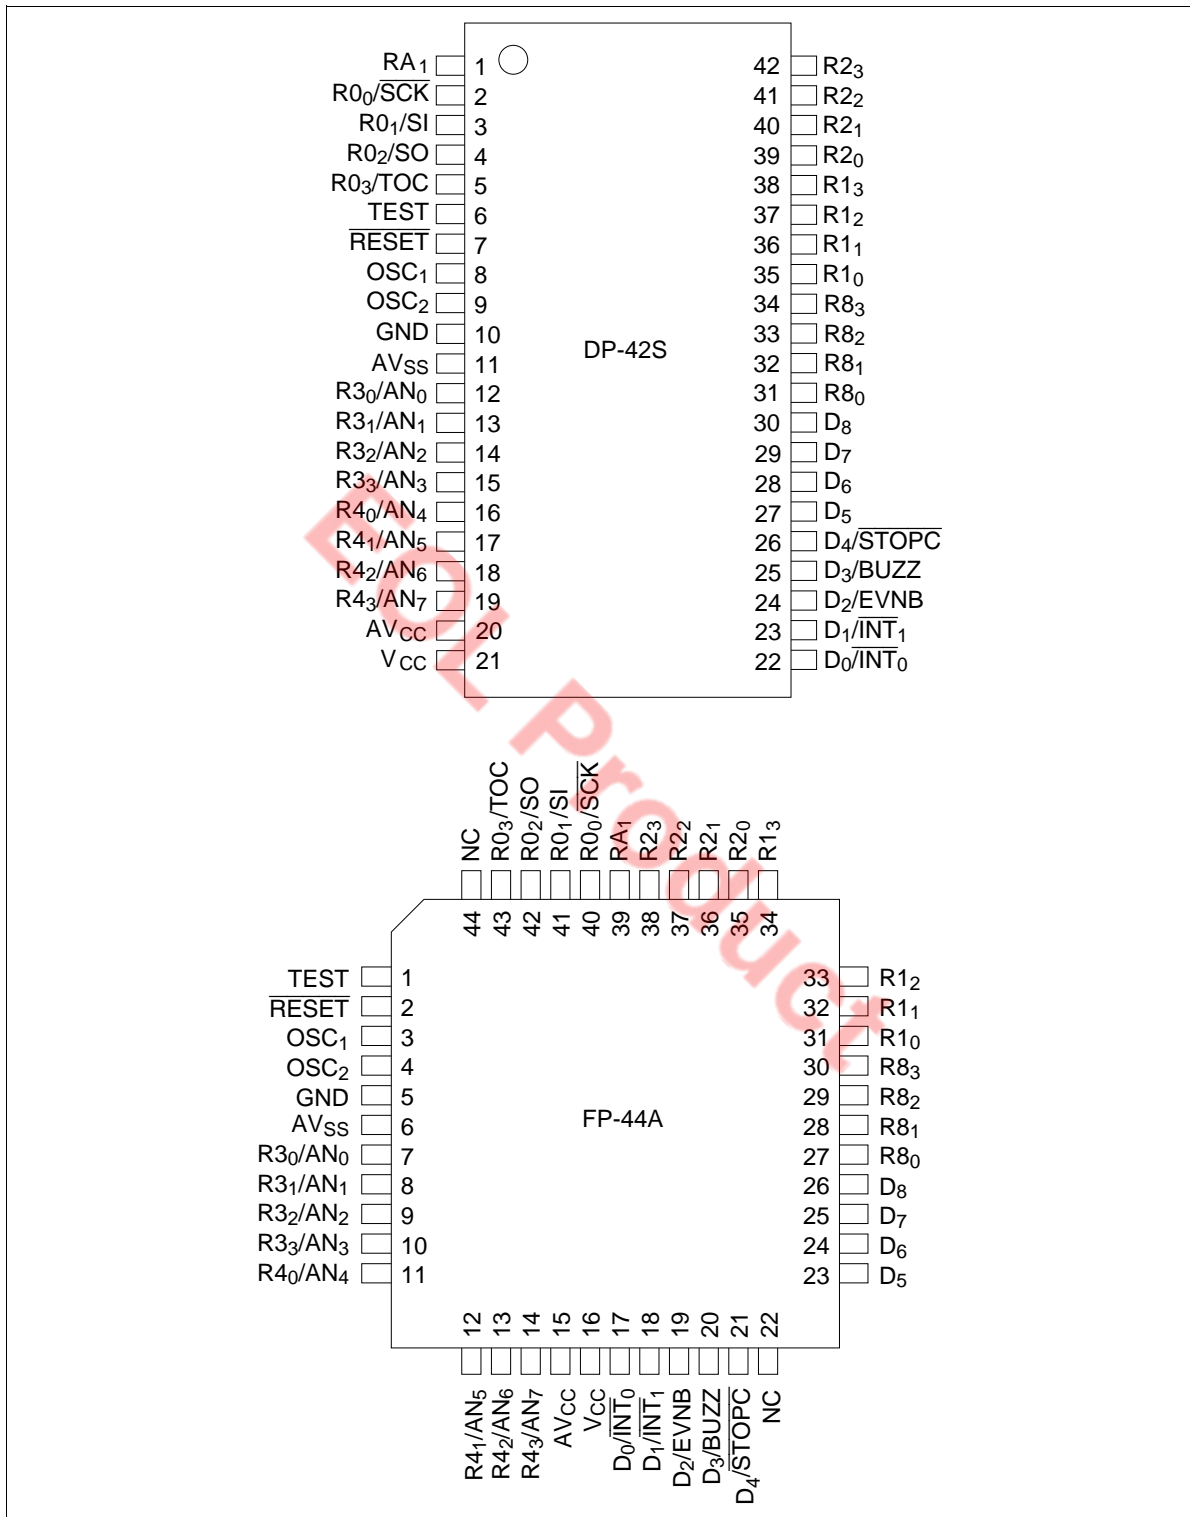 RA₁ 1 42 R2₃
R0₀/S̅C̅K̅ 2 41 R2₂
R0₁/SI 3 40 R2₁
R0₂/SO 4 39 R2₀
R0₃/TOC 5 38 R1₃
TEST 6 37 R1₂
R̅E̅S̅E̅T̅ 7 36 R1₁
OSC₁ 8 35 R1₀
OSC₂ 9 34 R8₃
GND 10 33 R8₂
DP-42S
AVSS 11 32 R8₁
R3₀/AN₀ 12 31 R8₀
R3₁/AN₁ 13 30 D₈
R3₂/AN₂ 14 29 D₇
R3₃/AN₃ 15 28 D₆
R4₀/AN₄ 16 27 D₅
R4₁/AN₅ 17 26 D₄/S̅T̅O̅P̅C̅
R4₂/AN₆ 18 25 D₃/BUZZ
R4₃/AN₇ 19 24 D₂/EVNB
AVCC 20 23 D₁/I̅N̅T̅₁
VCC 21 22 D₀/I̅N̅T̅₀
EOL Product
NC R0₃/TOC R0₂/SO R0₁/SI R0₀/S̅C̅K̅ RA₁ R2₃ R2₂ R2₁ R2₀ R1₃
44 43 42 41 40 39 38 37 36 35 34
TEST 1 33 R1₂
R̅E̅S̅E̅T̅ 2 32 R1₁
OSC₁ 3 31 R1₀
OSC₂ 4 30 R8₃
GND 5 29 R8₂
FP-44A
AVSS 6 28 R8₁
R3₀/AN₀ 7 27 R8₀
R3₁/AN₁ 8 26 D₈
R3₂/AN₂ 9 25 D₇
R3₃/AN₃ 10 24 D₆
R4₀/AN₄ 11 23 D₅
12 13 14 15 16 17 18 19 20 21 22
R4₁/AN₅ R4₂/AN₆ R4₃/AN₇ AVCC VCC D₀/I̅N̅T̅₀ D₁/I̅N̅T̅₁ D₂/EVNB D₃/BUZZ D₄/S̅T̅O̅P̅C̅ NC